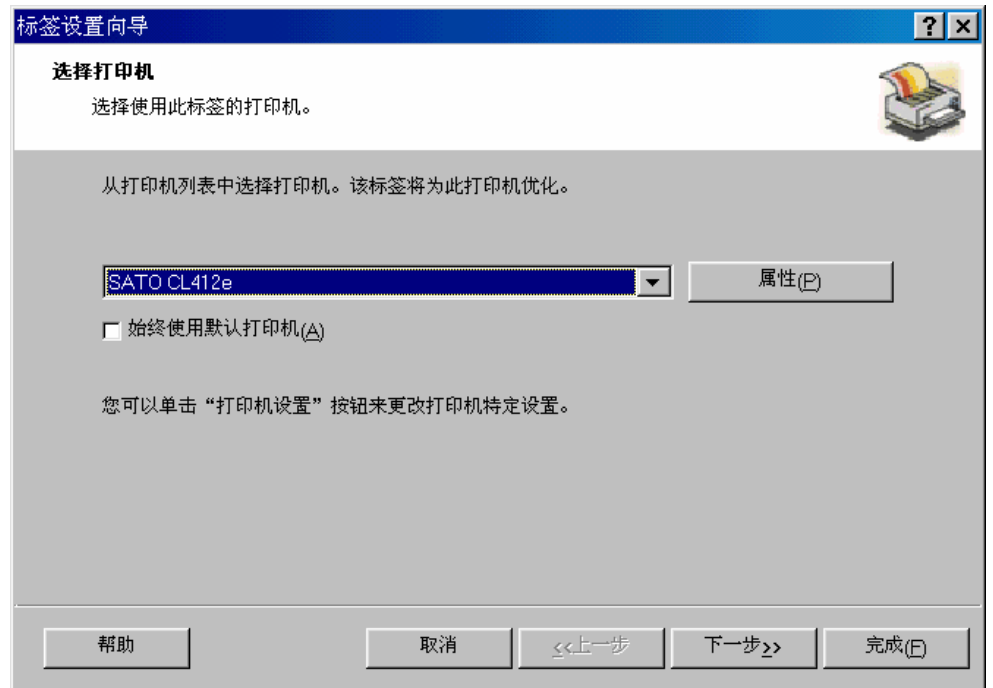 标签设置向导
选择打印机
选择使用此标签的打印机。
从打印机列表中选择打印机。该标签将为此打印机优化。
SATO CL412e
属性(P)
始终使用默认打印机(A)
您可以单击“打印机设置”按钮来更改打印机特定设置。
帮助
取消
<<上一步
下一步>>
完成(F)